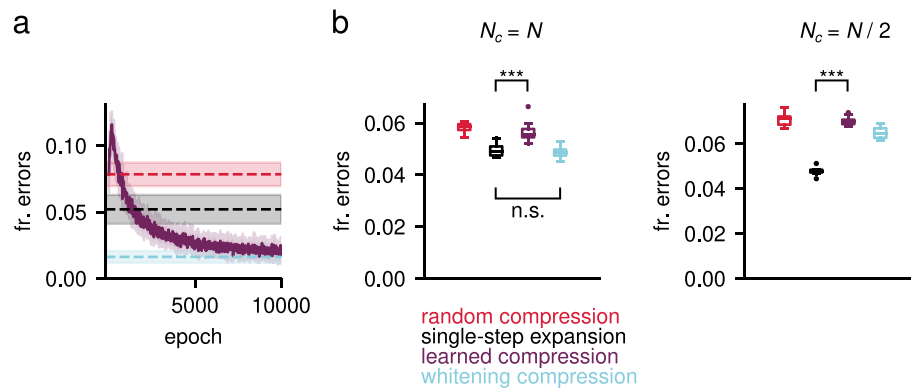 a
fr. errors
0.10
0.05
0.00
5000
10000
epoch
b
N_c = N
***
fr. errors
0.06
0.04
0.02
0.00
n.s.
N_c = N / 2
***
fr. errors
0.06
0.04
0.02
0.00
random compression
single-step expansion
learned compression
whitening compression